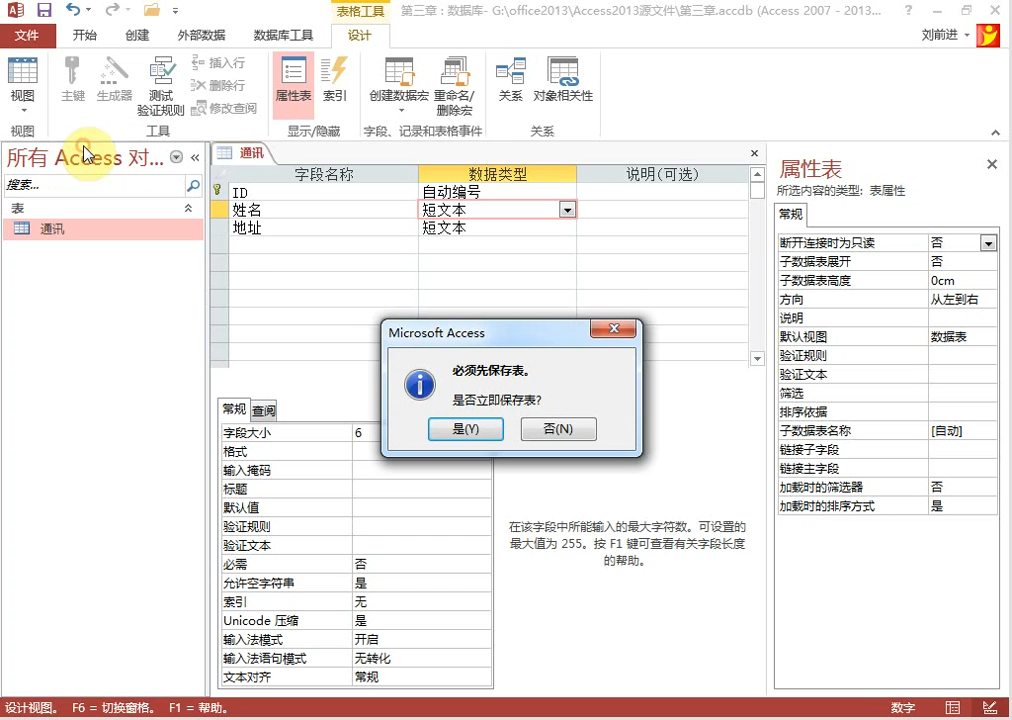 表格工具
第三章 : 数据库- G:\office2013\Access2013源文件\第三章.accdb (Access 2007 - 2013...
文件
开始
创建
外部数据
数据库工具
设计
刘前进
视图
主键
生成器
测试
验证规则
插入行
删除行
修改查阅
属性表
索引
创建数据宏
重命名/
删除宏
关系
对象相关性
视图
工具
显示/隐藏
字段、记录和表格事件
关系
所有 Access 对...
搜索...
表
通讯
通讯
字段名称
数据类型
说明(可选)
ID
自动编号
姓名
短文本
地址
短文本
Microsoft Access
必须先保存表。
是否立即保存表?
是(Y)
否(N)
常规
查阅
字段大小
6
格式
输入掩码
标题
默认值
验证规则
验证文本
必需
否
允许空字符串
是
索引
无
Unicode 压缩
是
输入法模式
开启
输入法语句模式
无转化
文本对齐
常规
在该字段中所能输入的最大字符数。可设置的
最大值为 255。按 F1 键可查看有关字段长度
的帮助。
属性表
所选内容的类型: 表属性
常规
断开连接时为只读
否
子数据表展开
否
子数据表高度
0cm
方向
从左到右
说明
默认视图
数据表
验证规则
验证文本
筛选
排序依据
子数据表名称
[自动]
链接子字段
链接主字段
加载时的筛选器
否
加载时的排序方式
是
设计视图。 F6 = 切换窗格。 F1 = 帮助。
数字